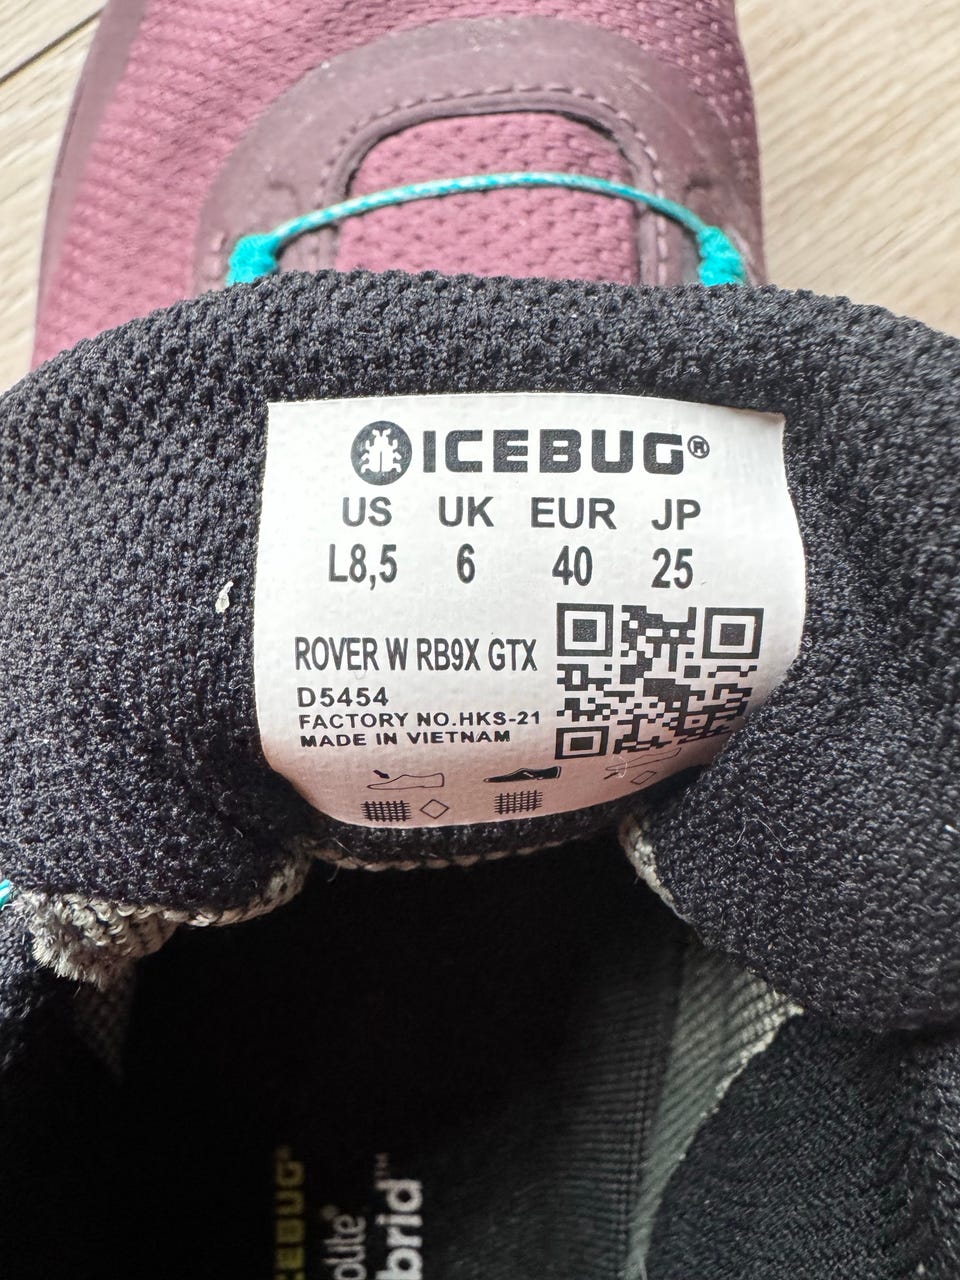 ICEBUG®
US UK EUR JP
L8,5 6 40 25
ROVER W RB9X GTX
D5454
FACTORY NO.HKS-21
MADE IN VIETNAM